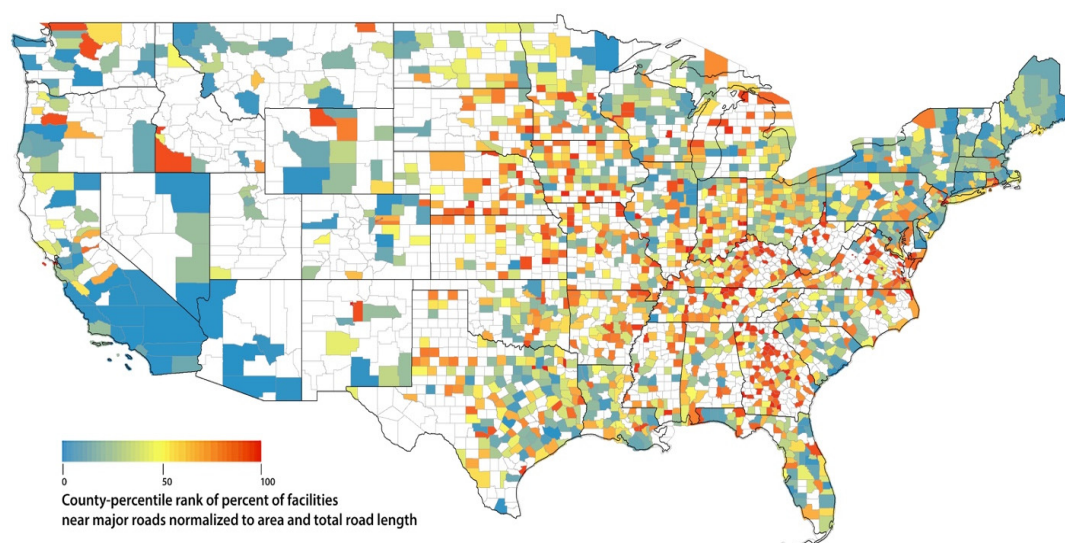 0 50 100
County-percentile rank of percent of facilities
near major roads normalized to area and total road length